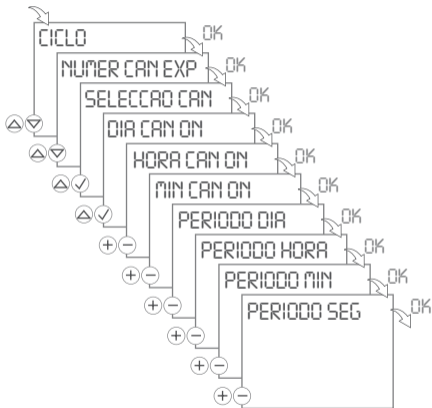 CICLO OK
NUMER CAN EXP OK
SELECCAO CAN OK
DIA CAN ON OK
HORA CAN ON OK
MIN CAN ON OK
PERIODO DIA OK
PERIODO HORA OK
PERIODO MIN OK
PERIODO SEG OK